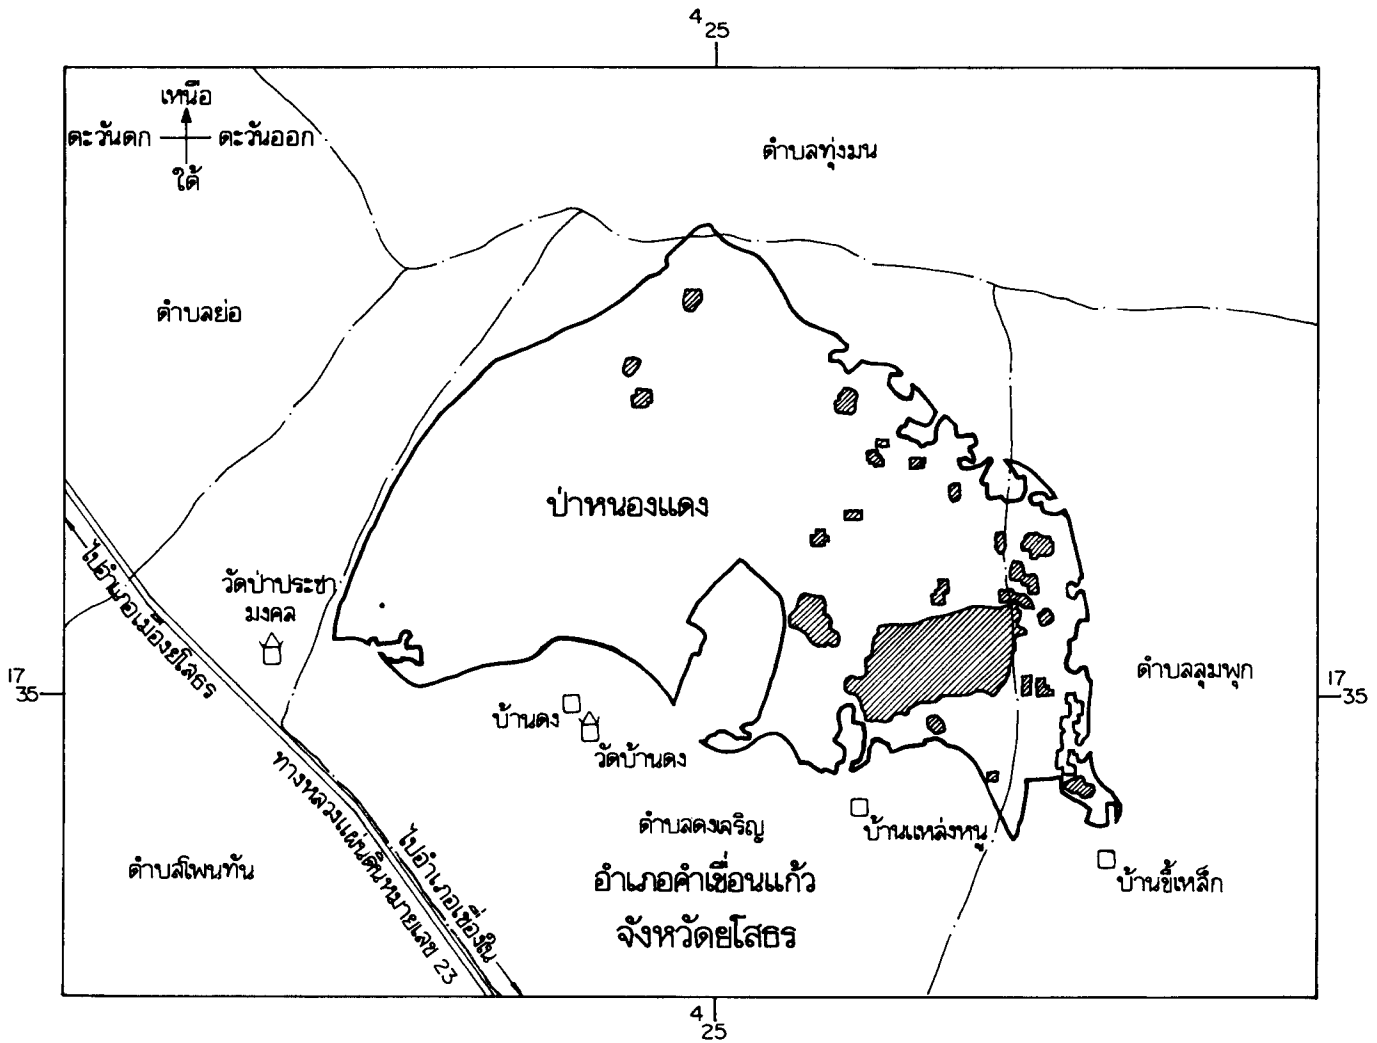 4
25
เหนือ
ตะวันตก ตะวันออก
ใต้
ตำบลทุ่งมน
ตำบลย่อ
ป่าหนองแดง
ไปอำเภอเมืองยโสธร
วัดป่าประชา
มงคล
17
35
ตำบลลุมพุก
17
35
บ้านดง
วัดบ้านดง
ทางหลวงแผ่นดินหมายเลข 23
ไปอำเภอเขื่องใน
ตำบลดงเจริญ
บ้านแหล่งหนู
ตำบลโพนทัน
อำเภอคำเขื่อนแก้ว
บ้านขี้เหล็ก
จังหวัดยโสธร
4
25